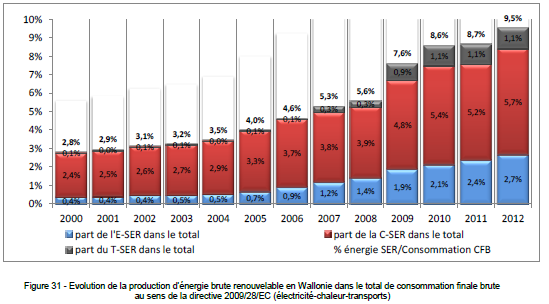 10%
9%
8%
7%
6%
5%
4%
3%
2%
1%
0%
2,8% 2,9% 3,1% 3,2% 3,5% 4,0% 4,6% 5,3% 5,6% 7,6% 8,6% 8,7% 9,5%
0,1% 0,0% 0,1% 0,1% 0,0% 0,1% 0,1% 0,3% 0,3% 0,9% 1,1% 1,1% 1,1%
2,4% 2,5% 2,6% 2,7% 2,9% 3,3% 3,7% 3,8% 3,9% 4,8% 5,4% 5,2% 5,7%
0,4% 0,4% 0,4% 0,5% 0,5% 0,7% 0,9% 1,2% 1,4% 1,9% 2,1% 2,4% 2,7%
2000 2001 2002 2003 2004 2005 2006 2007 2008 2009 2010 2011 2012
part de l'E-SER dans le total
part de la C-SER dans le total
part du T-SER dans le total
% énergie SER/Consommation CFB
Figure 31 - Evolution de la production d'énergie brute renouvelable en Wallonie dans le total de consommation finale brute
au sens de la directive 2009/28/EC (électricité-chaleur-transports)